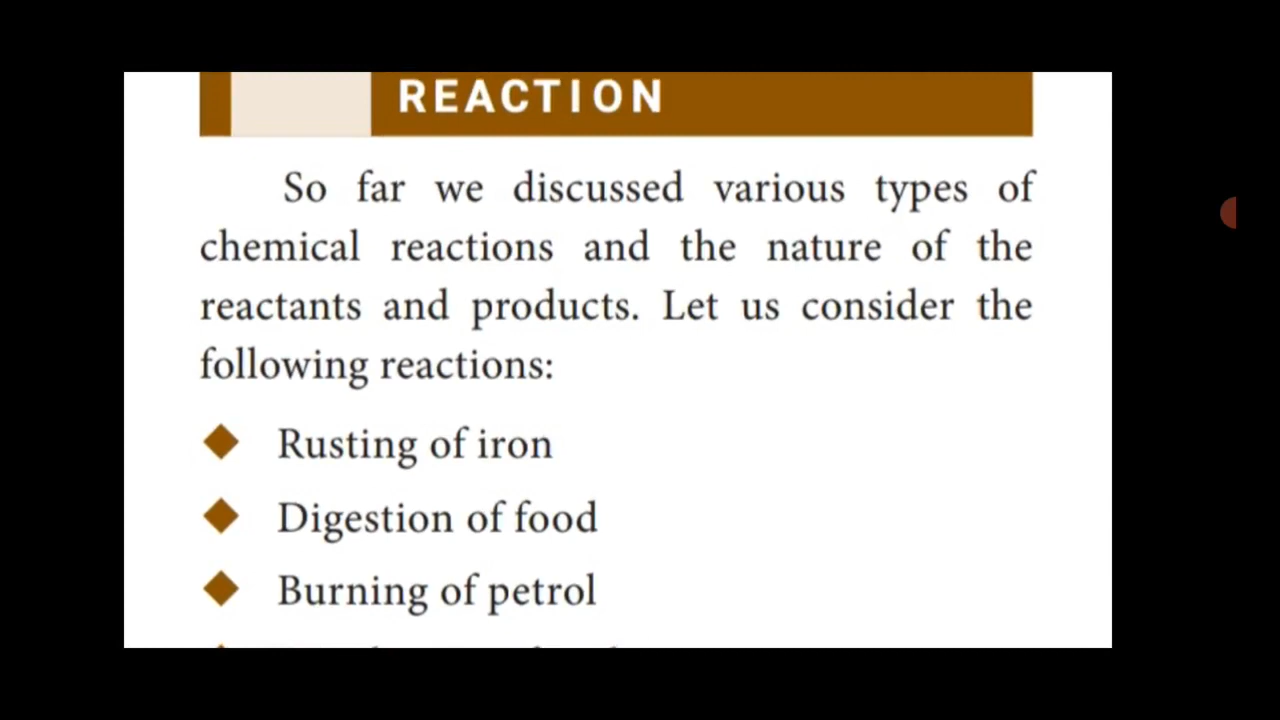 REACTION
So far we discussed various types of
chemical reactions and the nature of the
reactants and products. Let us consider the
following reactions:
Rusting of iron
Digestion of food
Burning of petrol